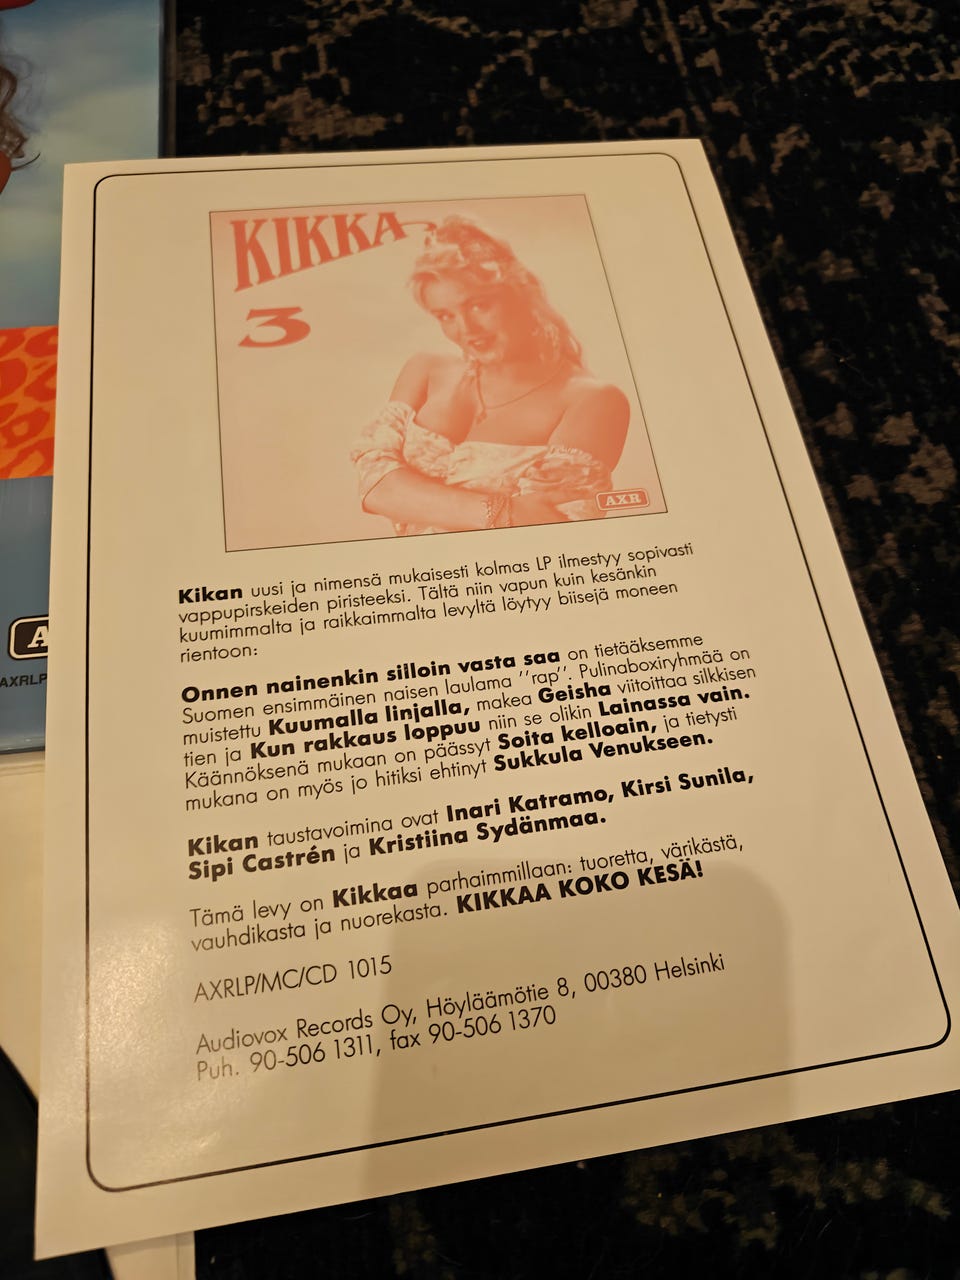 KIKKA
3
AXR
Kikan uusi ja nimensä mukaisesti kolmas LP ilmestyy sopivasti
vappupirskeiden piristeeksi. Tältä niin vapun kuin kesänkin
kuumimmalta ja raikkaimmalta levyltä löytyy biisejä moneen
rientoon:
Onnen nainenkin silloin vasta saa on tietääksemme
Suomen ensimmäinen naisen laulama "rap". Pulinaboxiryhmää on
muistettu Kuumalla linjalla, makea Geisha viitoittaa silkkisen
tien ja Kun rakkaus loppuu niin se olikin Lainassa vain.
Käännöksenä mukaan on päässyt Soita kelloain, ja tietysti
mukana on myös jo hitiksi ehtinyt Sukkula Venukseen.
Kikan taustavoimina ovat Inari Katramo, Kirsi Sunila,
Sipi Castrén ja Kristiina Sydänmaa.
Tämä levy on Kikkaa parhaimmillaan: tuoretta, värikästä,
vauhdikasta ja nuorekasta. KIKKAA KOKO KESÄ!
AXRLP/MC/CD 1015
Audiovox Records Oy, Höyläämötie 8, 00380 Helsinki
Puh. 90-506 1311, fax 90-506 1370
A
AXRLP